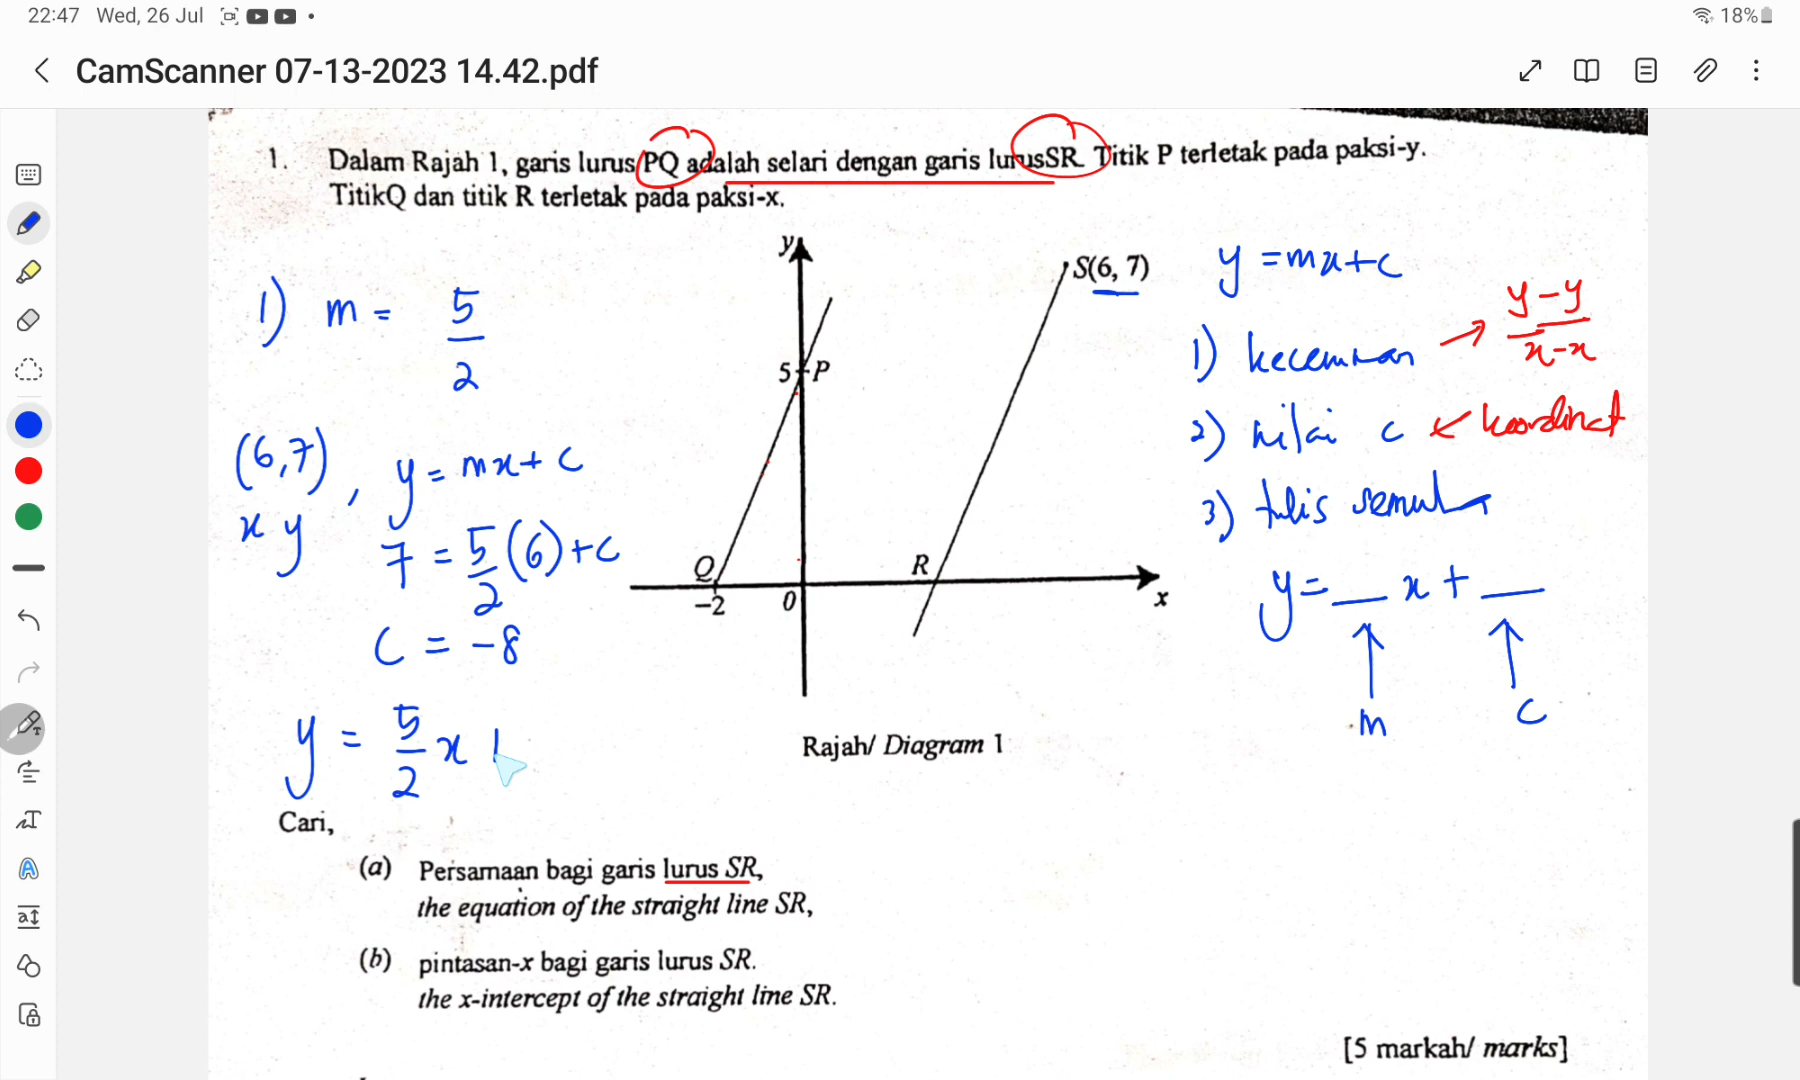 22:47 Wed, 26 Jul
18%
CamScanner 07-13-2023 14.42.pdf
1. Dalam Rajah 1, garis lurus PQ adalah selari dengan garis lurusSR. Titik P terletak pada paksi-y.
TitikQ dan titik R terletak pada paksi-x.
y
S(6, 7)
5 P
Q
R
-2
0
x
Rajah/ Diagram 1
1) m = 5/2
(6,7), y = mx + c
x y
7 = 5/2 (6) + c
c = -8
y = 5/2 x
y = mx + c
1) kecerunan → y-y/x-x
2) nilai c ← koordinat
3) tulis semula
y = __ x + __
m
c
Cari,
(a) Persamaan bagi garis lurus SR,
the equation of the straight line SR,
(b) pintasan-x bagi garis lurus SR.
the x-intercept of the straight line SR.
[5 markah/ marks]